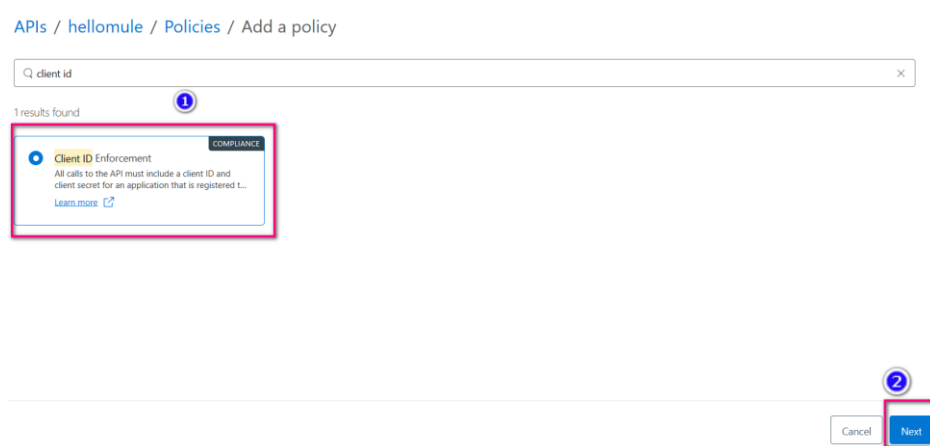 APIs / hellomule / Policies / Add a policy
client id
1 results found
1
COMPLIANCE
Client ID Enforcement
All calls to the API must include a client ID and
client secret for an application that is registered t...
Learn more
2
Cancel Next